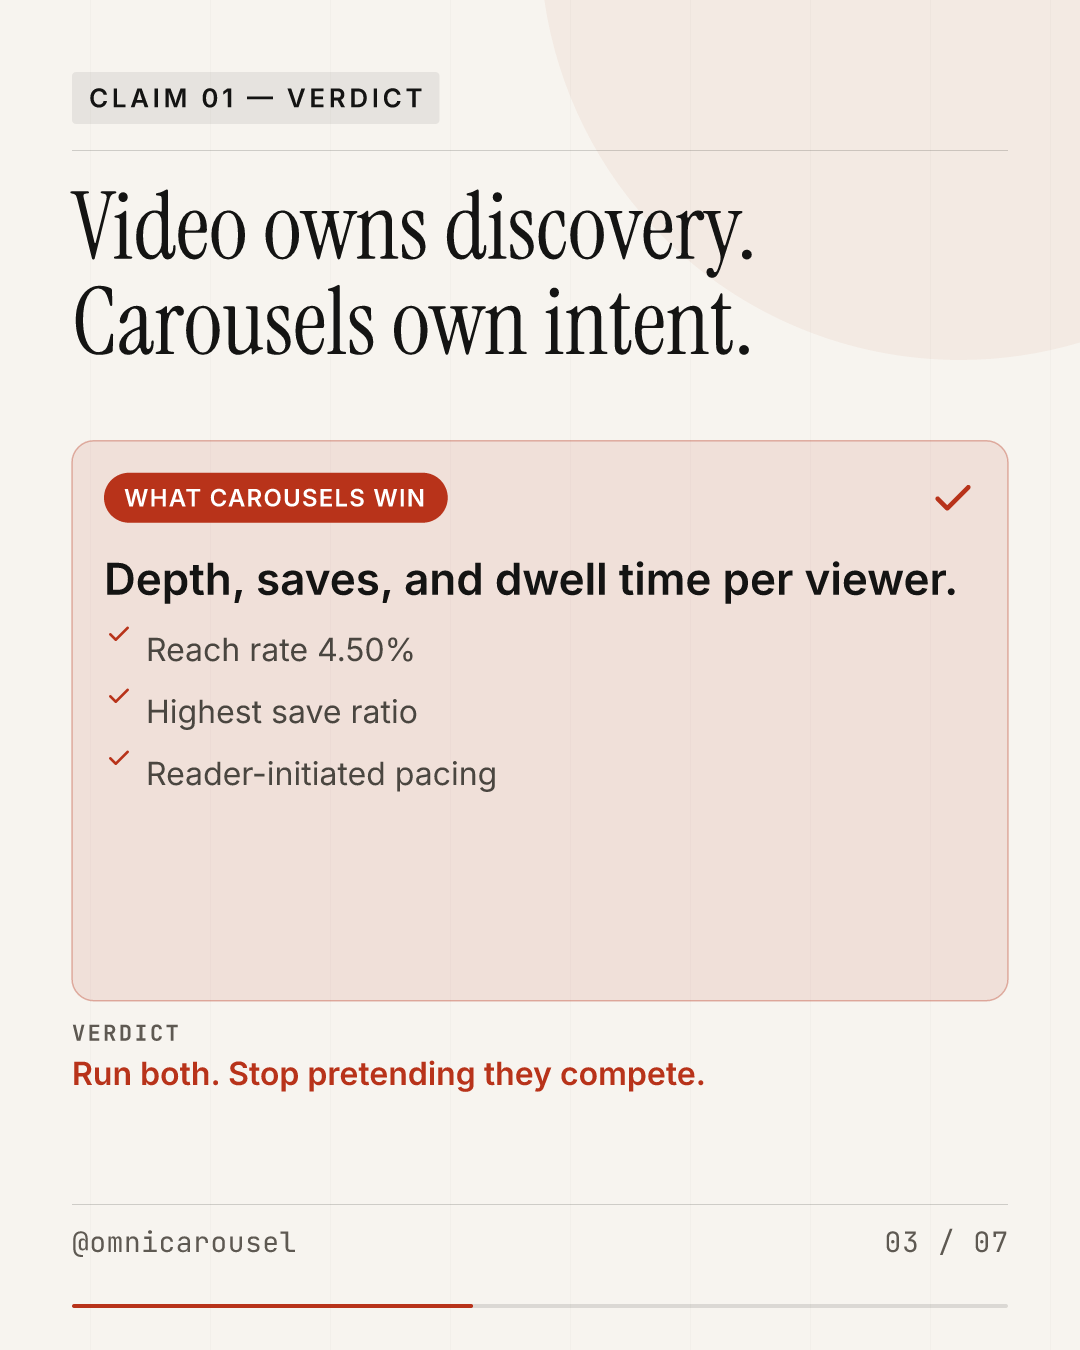 CLAIM 01 — VERDICT
Video owns discovery.
Carousels own intent.
WHAT CAROUSELS WIN
Depth, saves, and dwell time per viewer.
Reach rate 4.50%
Highest save ratio
Reader-initiated pacing
VERDICT
Run both. Stop pretending they compete.
@omnicarousel
03 / 07